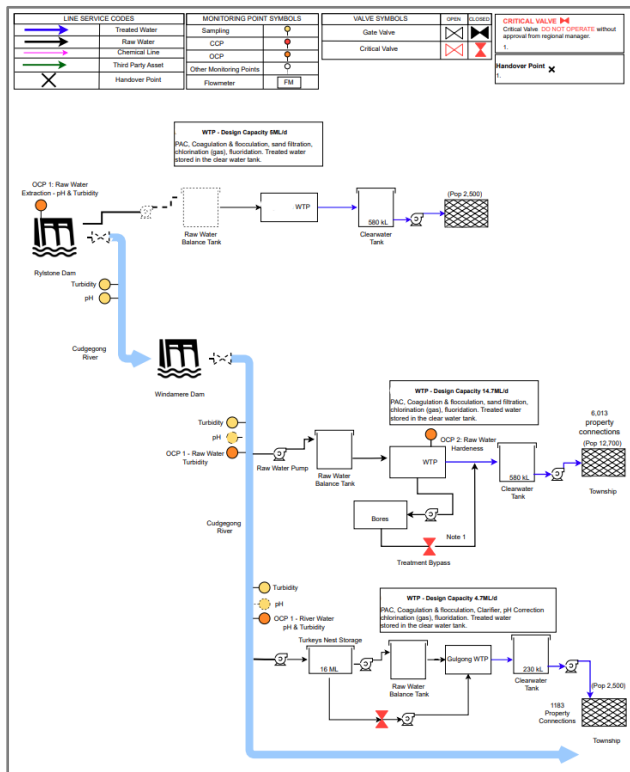 LINE SERVICE CODES
Treated Water
Raw Water
Chemical Line
Third Party Asset
Handover Point
MONITORING POINT SYMBOLS
Sampling
CCP
OCP
Other Monitoring Points
Flowmeter
FM
VALVE SYMBOLS
OPEN
CLOSED
Gate Valve
Critical Valve
CRITICAL VALVE
Critical Valve DO NOT OPERATE without
approval from regional manager.
1.
Handover Point
1.
WTP - Design Capacity 5ML/d
PAC, Coagulation & flocculation, sand filtration,
chlorination (gas), fluoridation. Treated water
stored in the clear water tank.
OCP 1: Raw Water
Extraction - pH & Turbidity
Rylstone Dam
C
Raw Water
Balance Tank
WTP
580 kL
Clearwater
Tank
C
(Pop 2,500)
Turbidity
pH
Cudgegong
River
Windamere Dam
WTP - Design Capacity 14.7ML/d
PAC, Coagulation & flocculation, sand filtration,
chlorination (gas), fluoridation. Treated water
stored in the clear water tank.
Turbidity
pH
OCP 1 - Raw Water
Turbidity
C
Raw Water Pump
Raw Water
Balance Tank
OCP 2: Raw Water
Hardeness
WTP
580 kL
Clearwater
Tank
C
6,013
property
connections
(Pop 12,700)
Township
Bores
C
Note 1
Treatment Bypass
Cudgegong
River
Turbidity
pH
OCP 1 - River Water
pH & Turbidity
WTP - Design Capacity 4.7ML/d
PAC, Coagulation & flocculation, Clarifier, pH Correction
chlorination (gas), fluoridation. Treated water
stored in the clear water tank.
C
Turkeys Nest Storage
16 ML
C
Raw Water
Balance Tank
Gulgong WTP
230 kL
Clearwater
Tank
C
C
(Pop 2,500)
1183
Property
Connections
Township